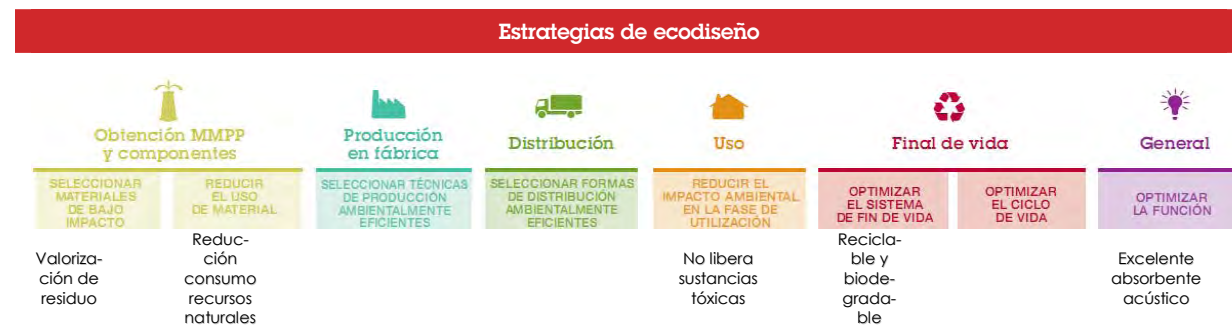 Estrategias de ecodiseño
Obtención MMPP
y componentes
Producción
en fábrica
Distribución
Uso
Final de vida
General
SELECCIONAR
MATERIALES
DE BAJO
IMPACTO
REDUCIR
EL USO
DE MATERIAL
SELECCIONAR TÉCNICAS
DE PRODUCCIÓN
AMBIENTALMENTE
EFICIENTES
SELECCIONAR FORMAS
DE DISTRIBUCIÓN
AMBIENTALMENTE
EFICIENTES
REDUCIR EL
IMPACTO AMBIENTAL
EN LA FASE DE
UTILIZACIÓN
OPTIMIZAR
EL SISTEMA
DE FIN DE VIDA
OPTIMIZAR
EL CICLO
DE VIDA
OPTIMIZAR
LA FUNCIÓN
Valoriza-
ción de
residuo
Reduc-
ción
consumo
recursos
naturales
No libera
sustancias
tóxicas
Recicla-
ble y
biode-
grada-
ble
Excelente
absorbente
acústico